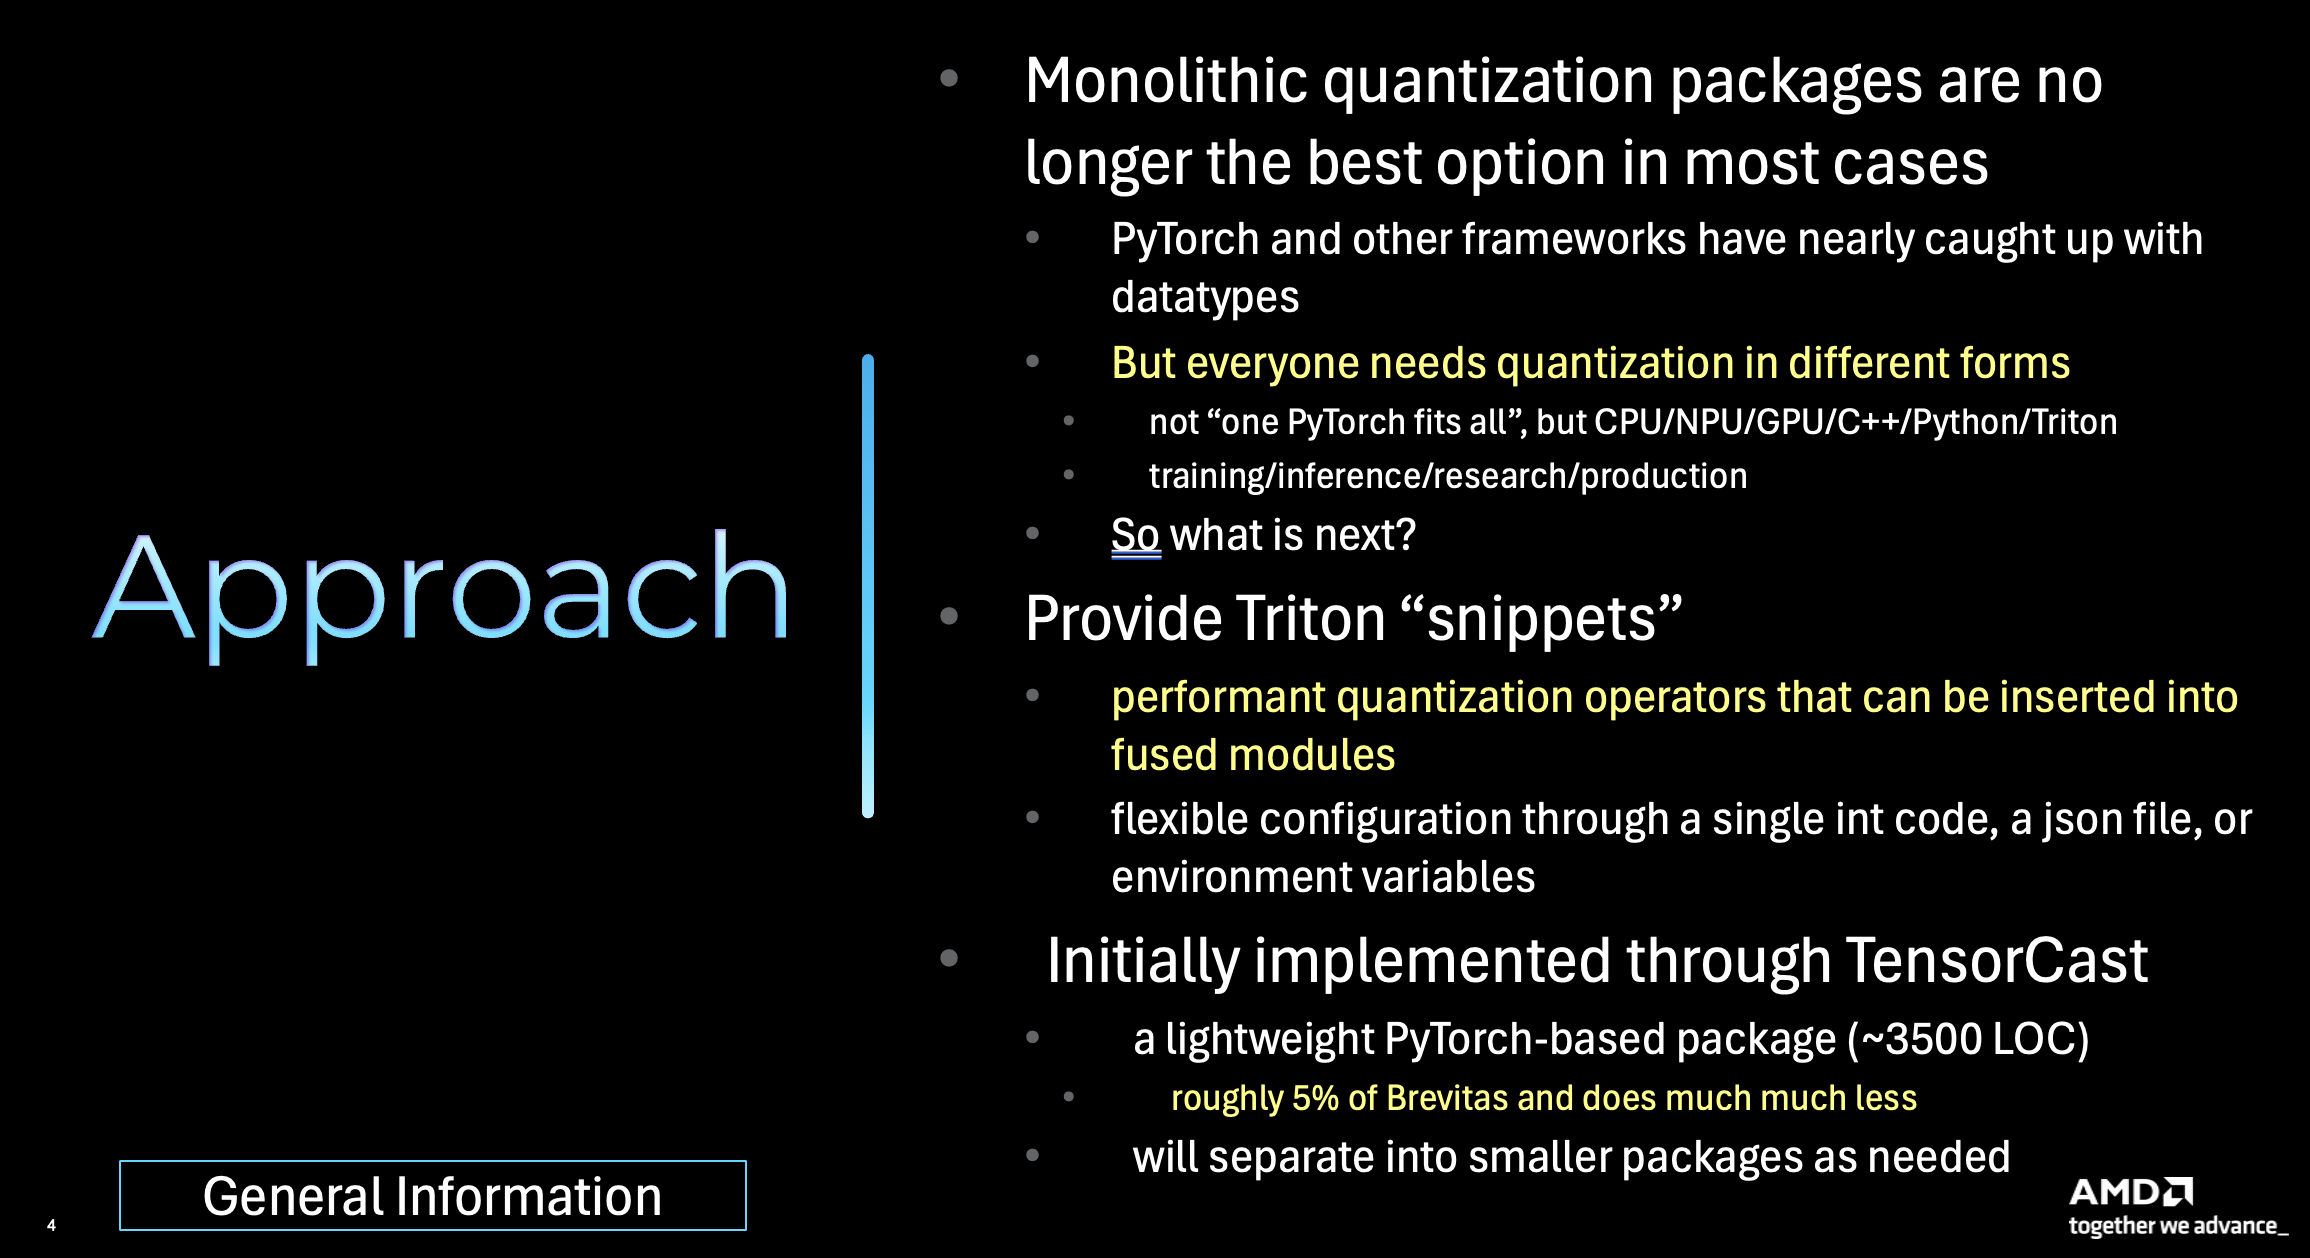 Approach
General Information
4
• Monolithic quantization packages are no
longer the best option in most cases
• PyTorch and other frameworks have nearly caught up with
datatypes
• But everyone needs quantization in different forms
• not “one PyTorch fits all”, but CPU/NPU/GPU/C++/Python/Triton
• training/inference/research/production
• So what is next?
• Provide Triton “snippets”
• performant quantization operators that can be inserted into
fused modules
• flexible configuration through a single int code, a json file, or
environment variables
• Initially implemented through TensorCast
• a lightweight PyTorch-based package (~3500 LOC)
• roughly 5% of Brevitas and does much much less
• will separate into smaller packages as needed
AMD
together we advance_